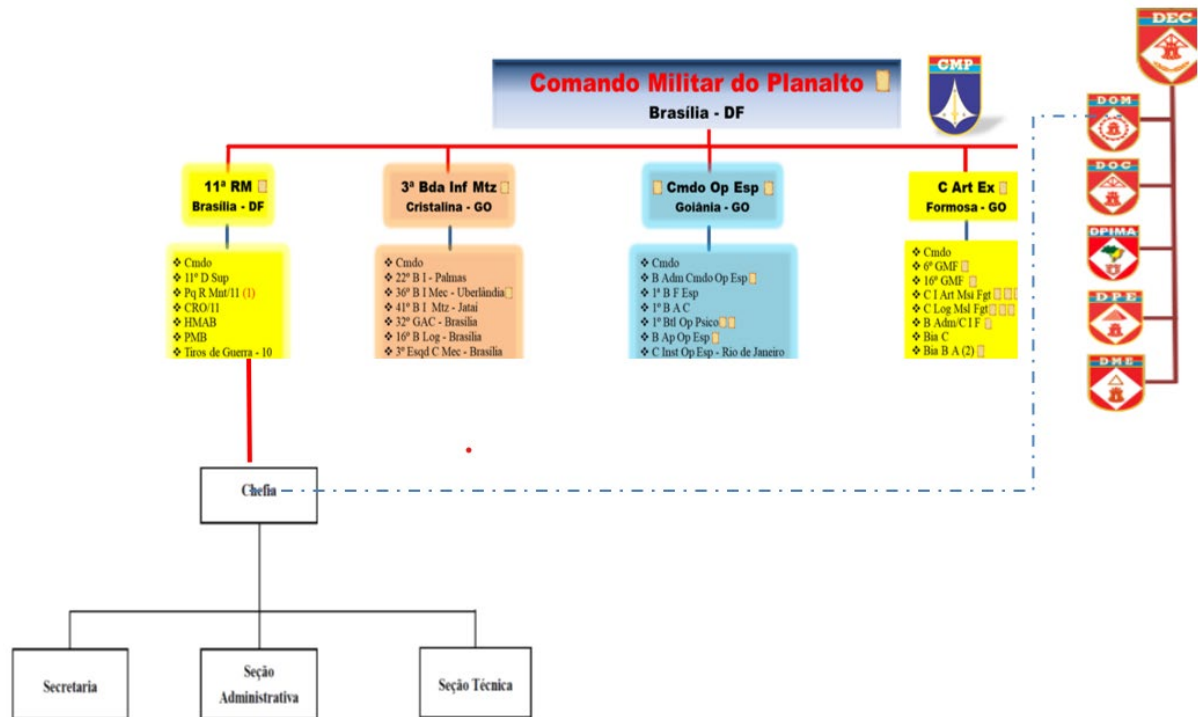 DEC
Comando Militar do Planalto
Brasília - DF
CMP
DOM
DOC
DPIMA
DPE
DME
11ª RM
Brasília - DF
❖ Cmdo
❖ 11º D Sup
❖ Pq R Mnt/11 (1)
❖ CRO/11
❖ HMAB
❖ PMB
❖ Tiros de Guerra - 10
3ª Bda Inf Mtz
Cristalina - GO
❖ Cmdo
❖ 22º B I - Palmas
❖ 36º B I Mec - Uberlândia
❖ 41º B I Mtz - Jataí
❖ 32º GAC - Brasília
❖ 16º B Log - Brasília
❖ 3º Esqd C Mec - Brasília
Cmdo Op Esp
Goiânia - GO
❖ Cmdo
❖ B Adm Cmdo Op Esp
❖ 1º B F Esp
❖ 1º B A C
❖ 1º Btl Op Psico
❖ B Ap Op Esp
❖ C Inst Op Esp - Rio de Janeiro
C Art Ex
Formosa - GO
❖ Cmdo
❖ 6º GMF
❖ 16º GMF
❖ C I Art Msl Fgt
❖ C Log Msl Fgt
❖ B Adm/C I F
❖ Bia C
❖ Bia B A (2)
Chefia
Secretaria
Seção
Administrativa
Seção Técnica